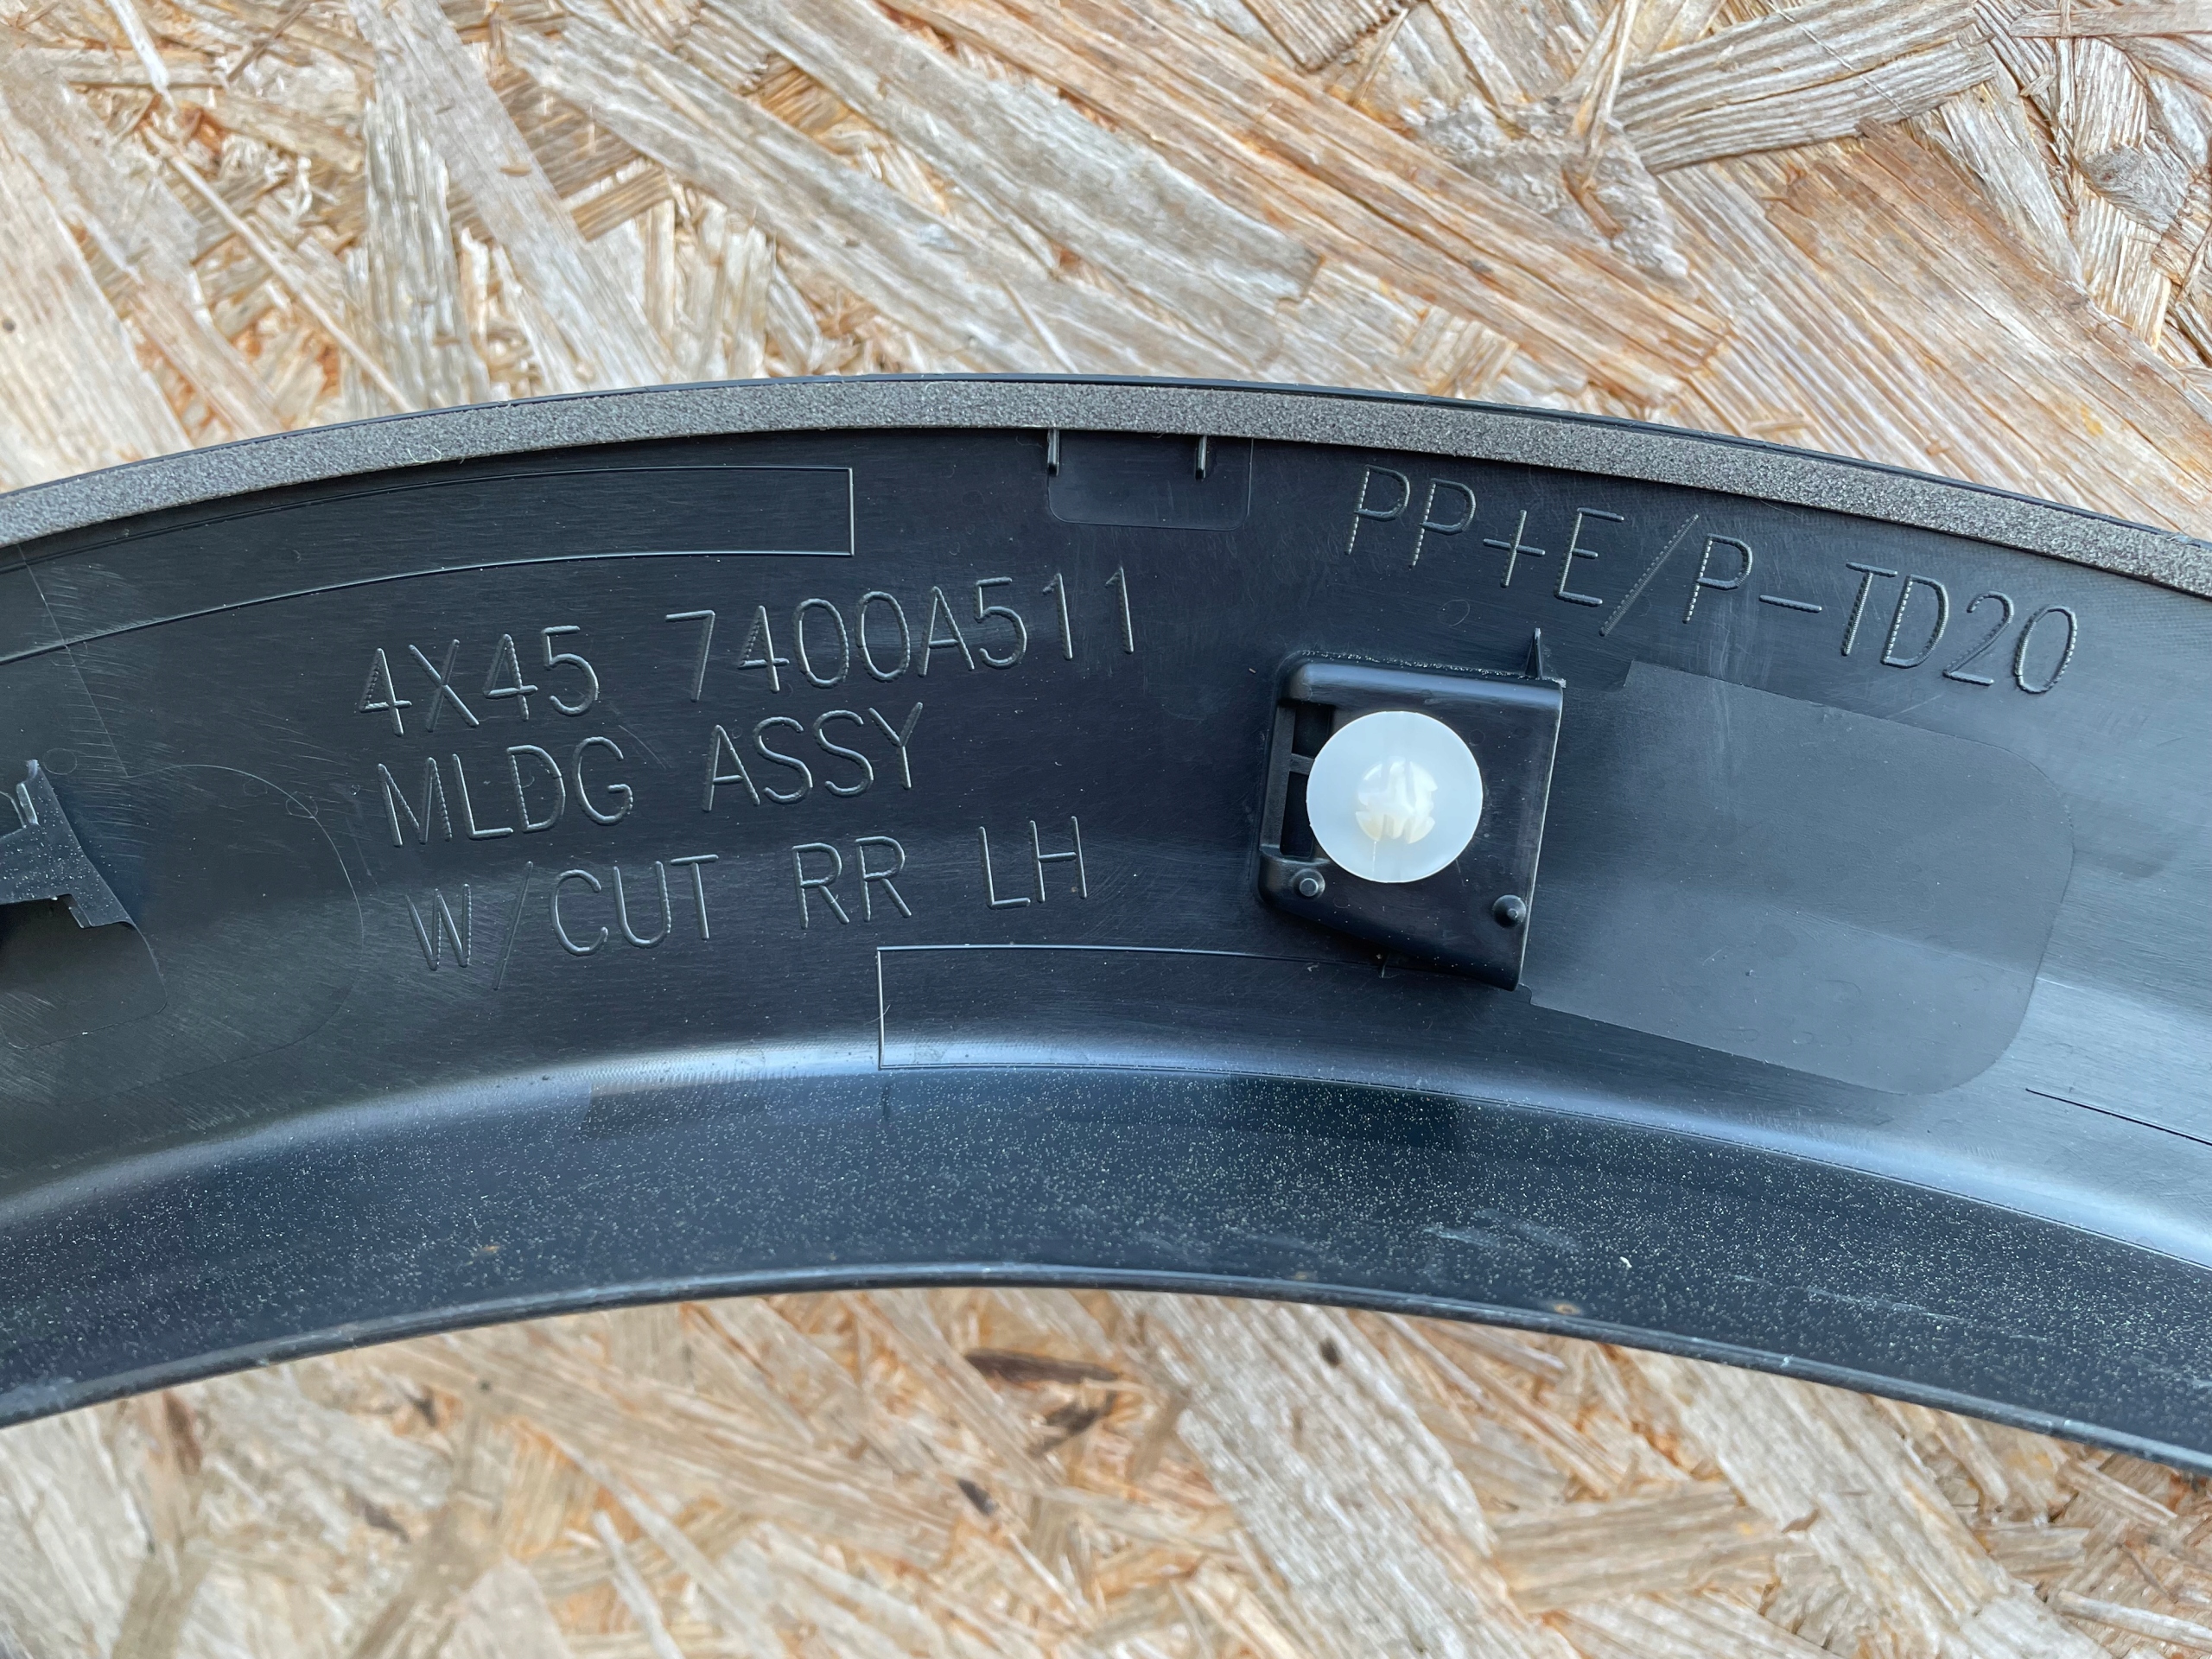 4X45 7400A511
MLDG ASSY
W/CUT RR LH
PP+E/P-TD20